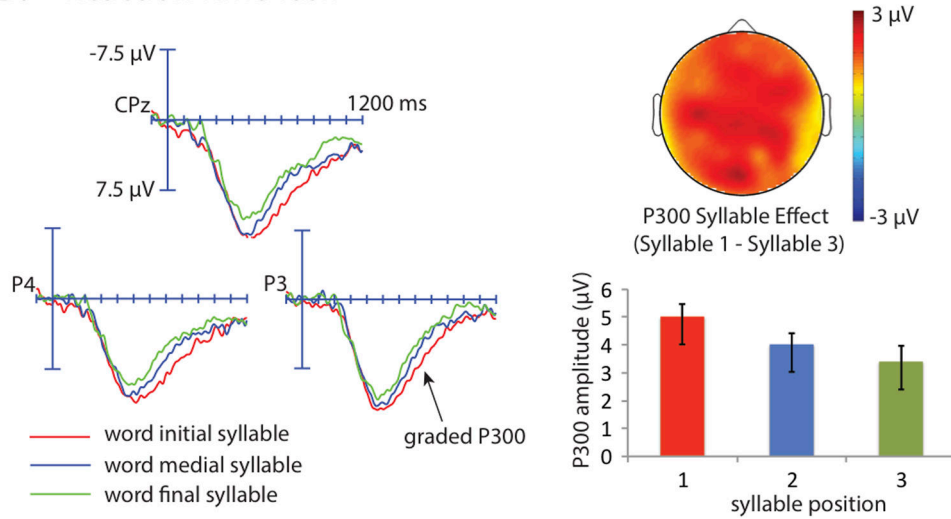 -7.5 µV
CPz
1200 ms
7.5 µV
P4
P3
graded P300
word initial syllable
word medial syllable
word final syllable
3 µV
-3 µV
P300 Syllable Effect
(Syllable 1 - Syllable 3)
P300 amplitude (µV)
6
5
4
3
2
1
0
1 2 3
syllable position